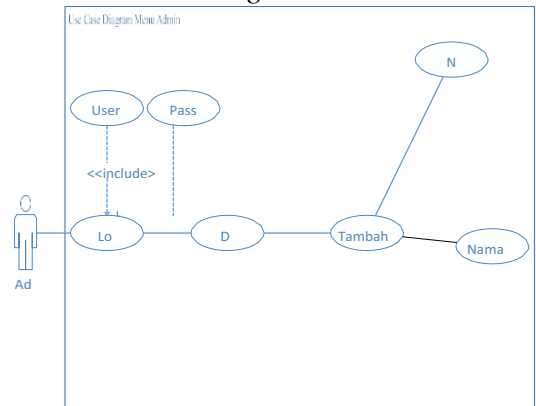 Use Case Diagram Menu Admin
N
User
Pass
<<include>
Lo
D
Tambah
Nama
Ad